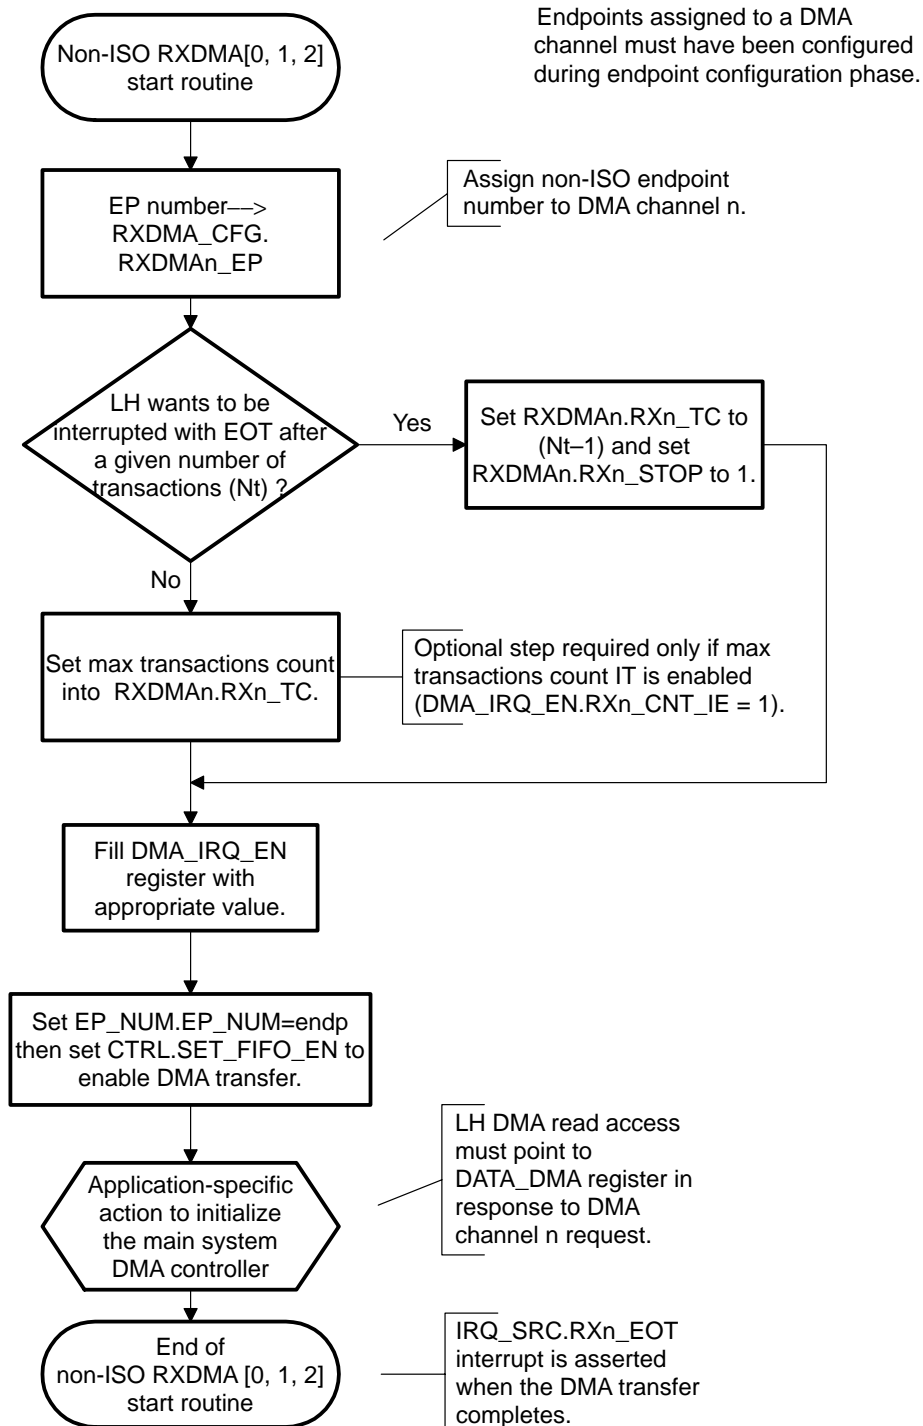 Endpoints assigned to a DMA
channel must have been configured
during endpoint configuration phase.
Non-ISO RXDMA[0, 1, 2]
start routine
EP number−−>
RXDMA_CFG.
RXDMAn_EP
Assign non-ISO endpoint
number to DMA channel n.
LH wants to be
interrupted with EOT after
a given number of
transactions (Nt) ?
Yes
Set RXDMAn.RXn_TC to
(Nt−1) and set
RXDMAn.RXn_STOP to 1.
No
Set max transactions count
into RXDMAn.RXn_TC.
Optional step required only if max
transactions count IT is enabled
(DMA_IRQ_EN.RXn_CNT_IE = 1).
Fill DMA_IRQ_EN
register with
appropriate value.
Set EP_NUM.EP_NUM=endp
then set CTRL.SET_FIFO_EN to
enable DMA transfer.
Application-specific
action to initialize
the main system
DMA controller
LH DMA read access
must point to
DATA_DMA register in
response to DMA
channel n request.
End of
non-ISO RXDMA [0, 1, 2]
start routine
IRQ_SRC.RXn_EOT
interrupt is asserted
when the DMA transfer
completes.